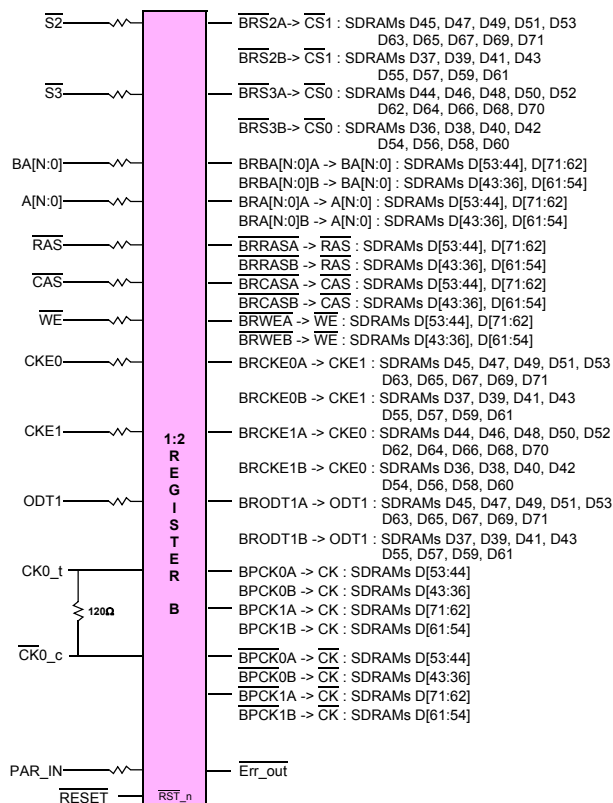 S2
BRS2A-> CS1 : SDRAMs D45, D47, D49, D51, D53
D63, D65, D67, D69, D71
BRS2B-> CS1 : SDRAMs D37, D39, D41, D43
D55, D57, D59, D61
S3
BRS3A-> CS0 : SDRAMs D44, D46, D48, D50, D52
D62, D64, D66, D68, D70
BRS3B-> CS0 : SDRAMs D36, D38, D40, D42
D54, D56, D58, D60
BA[N:0]
BRBA[N:0]A -> BA[N:0] : SDRAMs D[53:44], D[71:62]
BRBA[N:0]B -> BA[N:0] : SDRAMs D[43:36], D[61:54]
A[N:0]
BRA[N:0]A -> A[N:0] : SDRAMs D[53:44], D[71:62]
BRA[N:0]B -> A[N:0] : SDRAMs D[43:36], D[61:54]
RAS
BRRASA -> RAS : SDRAMs D[53:44], D[71:62]
BRRASB -> RAS : SDRAMs D[43:36], D[61:54]
CAS
BRCASA -> CAS : SDRAMs D[53:44], D[71:62]
BRCASB -> CAS : SDRAMs D[43:36], D[61:54]
WE
BRWEA -> WE : SDRAMs D[53:44], D[71:62]
BRWEB -> WE : SDRAMs D[43:36], D[61:54]
CKE0
BRCKE0A -> CKE1 : SDRAMs D45, D47, D49, D51, D53
D63, D65, D67, D69, D71
BRCKE0B -> CKE1 : SDRAMs D37, D39, D41, D43
D55, D57, D59, D61
CKE1
BRCKE1A -> CKE0 : SDRAMs D44, D46, D48, D50, D52
D62, D64, D66, D68, D70
BRCKE1B -> CKE0 : SDRAMs D36, D38, D40, D42
D54, D56, D58, D60
ODT1
BRODT1A -> ODT1 : SDRAMs D45, D47, D49, D51, D53
D63, D65, D67, D69, D71
BRODT1B -> ODT1 : SDRAMs D37, D39, D41, D43
D55, D57, D59, D61
1:2
R
E
G
I
S
T
E
R
B
CK0_t
BPCK0A -> CK : SDRAMs D[53:44]
BPCK0B -> CK : SDRAMs D[43:36]
120Ω
BPCK1A -> CK : SDRAMs D[71:62]
BPCK1B -> CK : SDRAMs D[61:54]
CK0_c
BPCK0A -> CK : SDRAMs D[53:44]
BPCK0B -> CK : SDRAMs D[43:36]
BPCK1A -> CK : SDRAMs D[71:62]
BPCK1B -> CK : SDRAMs D[61:54]
PAR_IN
Err_out
RESET
RST_n